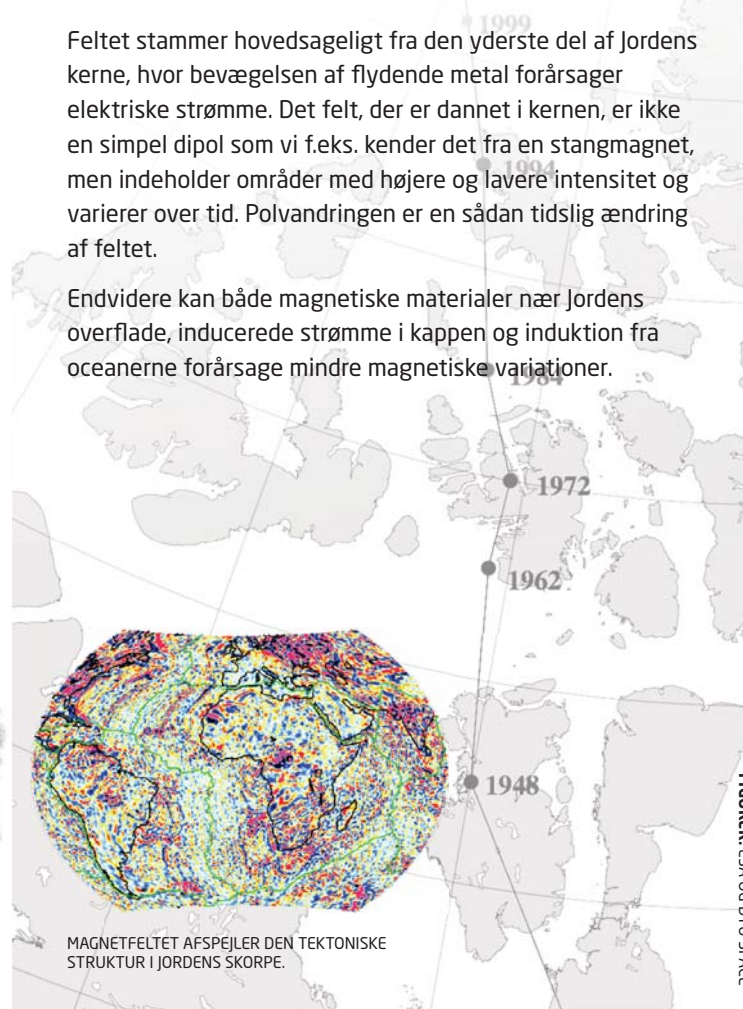 1999
Feltet stammer hovedsageligt fra den yderste del af Jordens
kerne, hvor bevægelsen af flydende metal forårsager
elektriske strømme. Det felt, der er dannet i kernen, er ikke
en simpel dipol som vi f.eks. kender det fra en stangmagnet,
men indeholder områder med højere og lavere intensitet og
varierer over tid. Polvandringen er en sådan tidslig ændring
af feltet.
1994
Endvidere kan både magnetiske materialer nær Jordens
overflade, inducerede strømme i kappen og induktion fra
oceanerne forårsage mindre magnetiske variationer.
1984
1972
1962
1948
MAGNETFELTET AFSPEJLER DEN TEKTONISKE
STRUKTUR I JORDENS SKORPE.